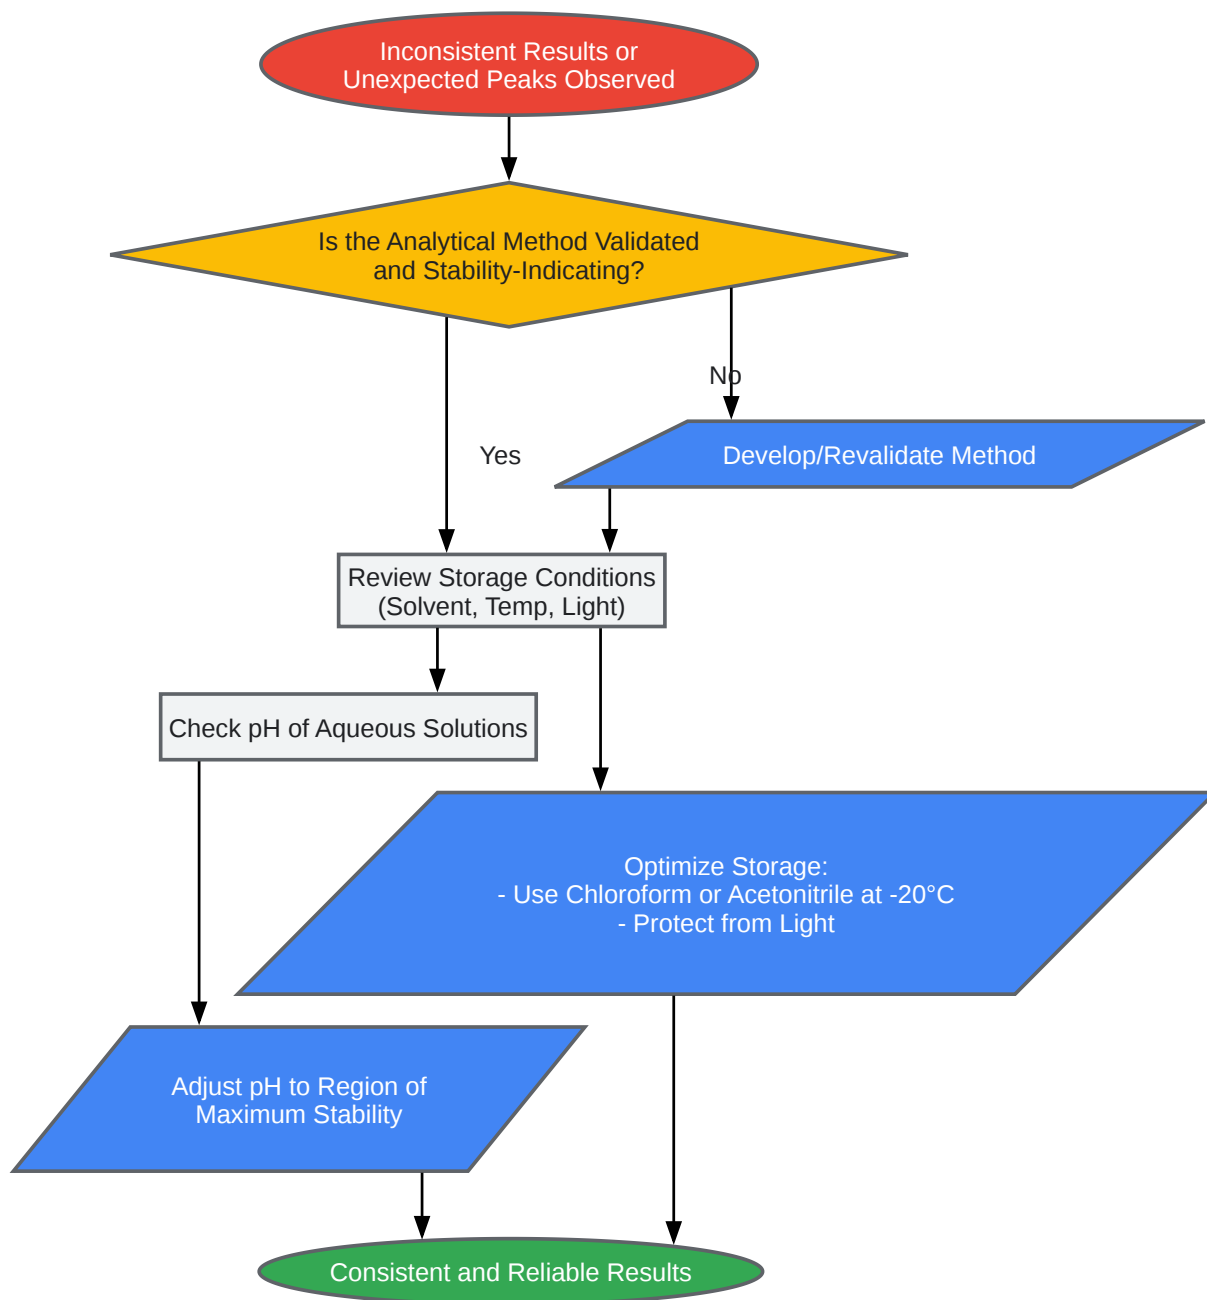 Inconsistent Results or
Unexpected Peaks Observed
Is the Analytical Method Validated
and Stability-Indicating?
No
Yes
Develop/Revalidate Method
Review Storage Conditions
(Solvent, Temp, Light)
Check pH of Aqueous Solutions
Optimize Storage:
- Use Chloroform or Acetonitrile at -20°C
- Protect from Light
Adjust pH to Region of
Maximum Stability
Consistent and Reliable Results